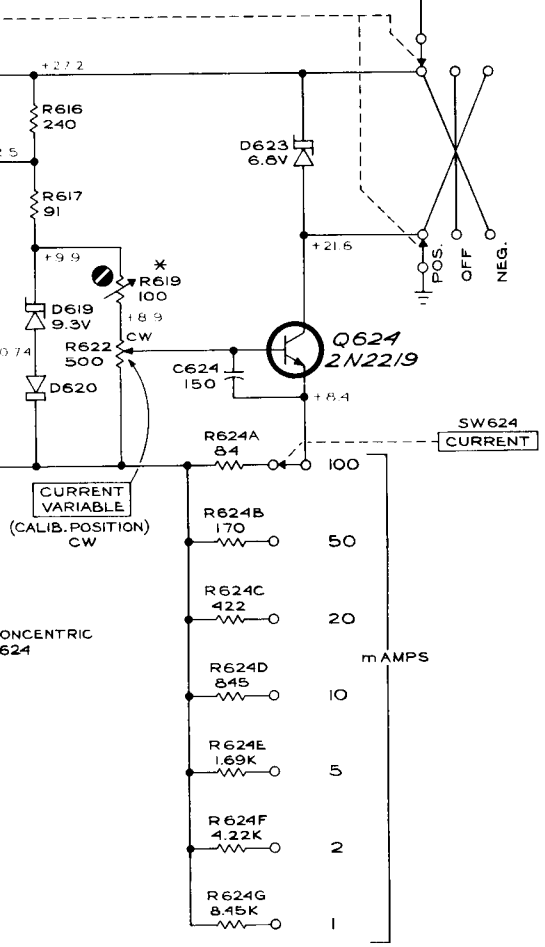 +27.2
R616
240
2.5
R617
91
+9.9
D623
6.8V
+21.6
POS.
OFF
NEG.
*
R619
100
+8.9
D619
9.3V
0.74
R622
500
CW
D620
C624
150
Q624
2N2219
+8.4
SW624
CURRENT
R624A
84
100
CURRENT
VARIABLE
(CALIB. POSITION)
CW
R624B
170
50
R624C
422
20
ONCENTRIC
624
mAMPS
R624D
845
10
R624E
1.69K
5
R624F
4.22K
2
R624G
8.45K
1